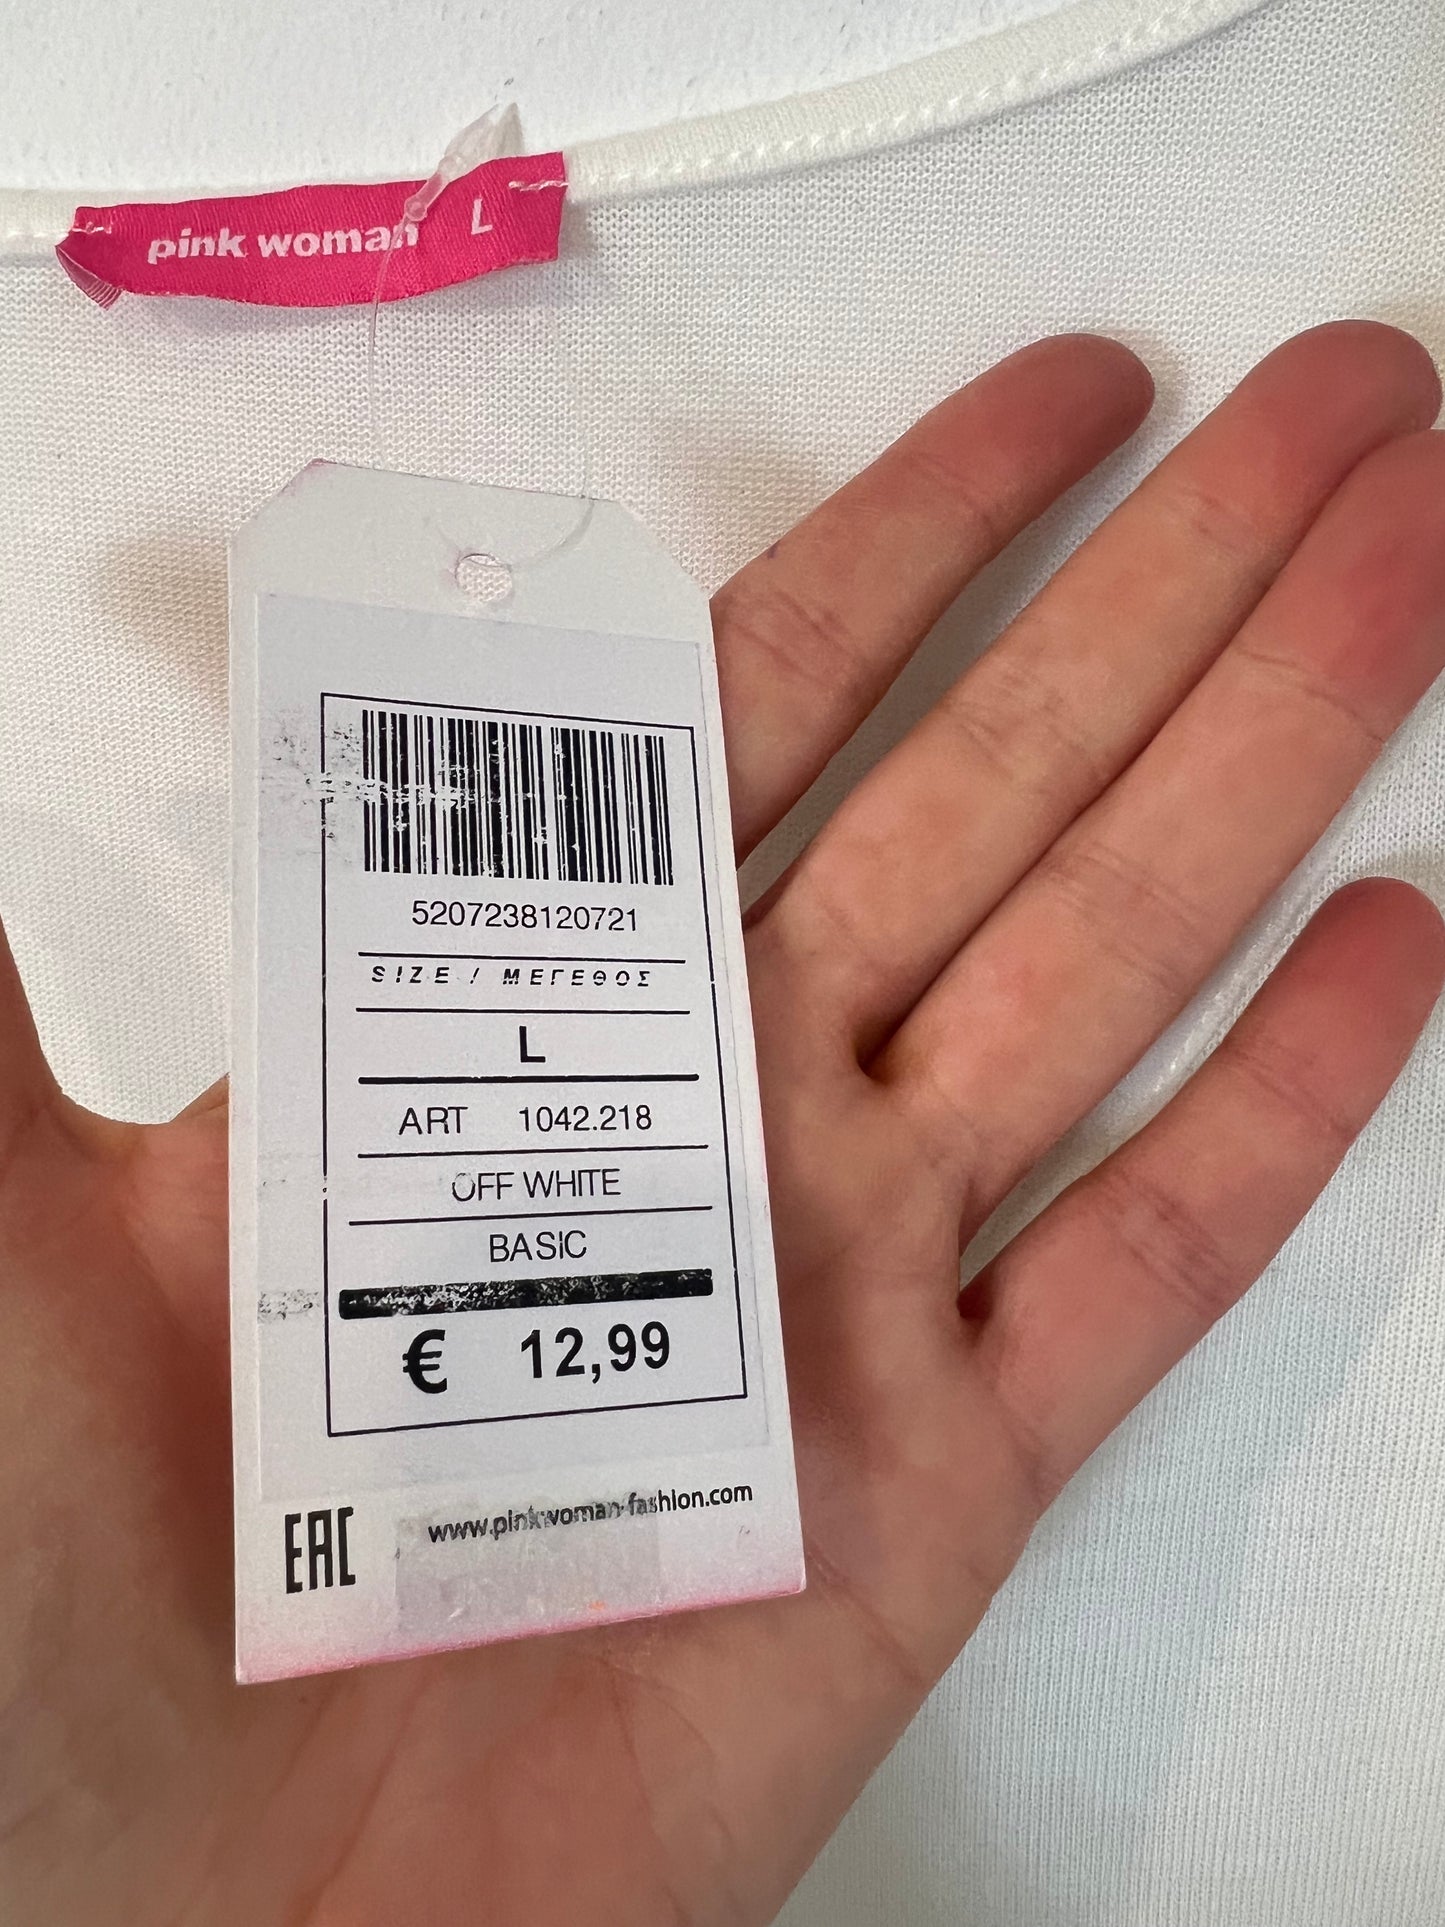 pink woman L
5207238120721
SIZE / ΜΕΓΕΘΟΣ
L
ART 1042.218
OFF WHITE
BASIC
€ 12,99
EAC
www.pinkwoman-fashion.com